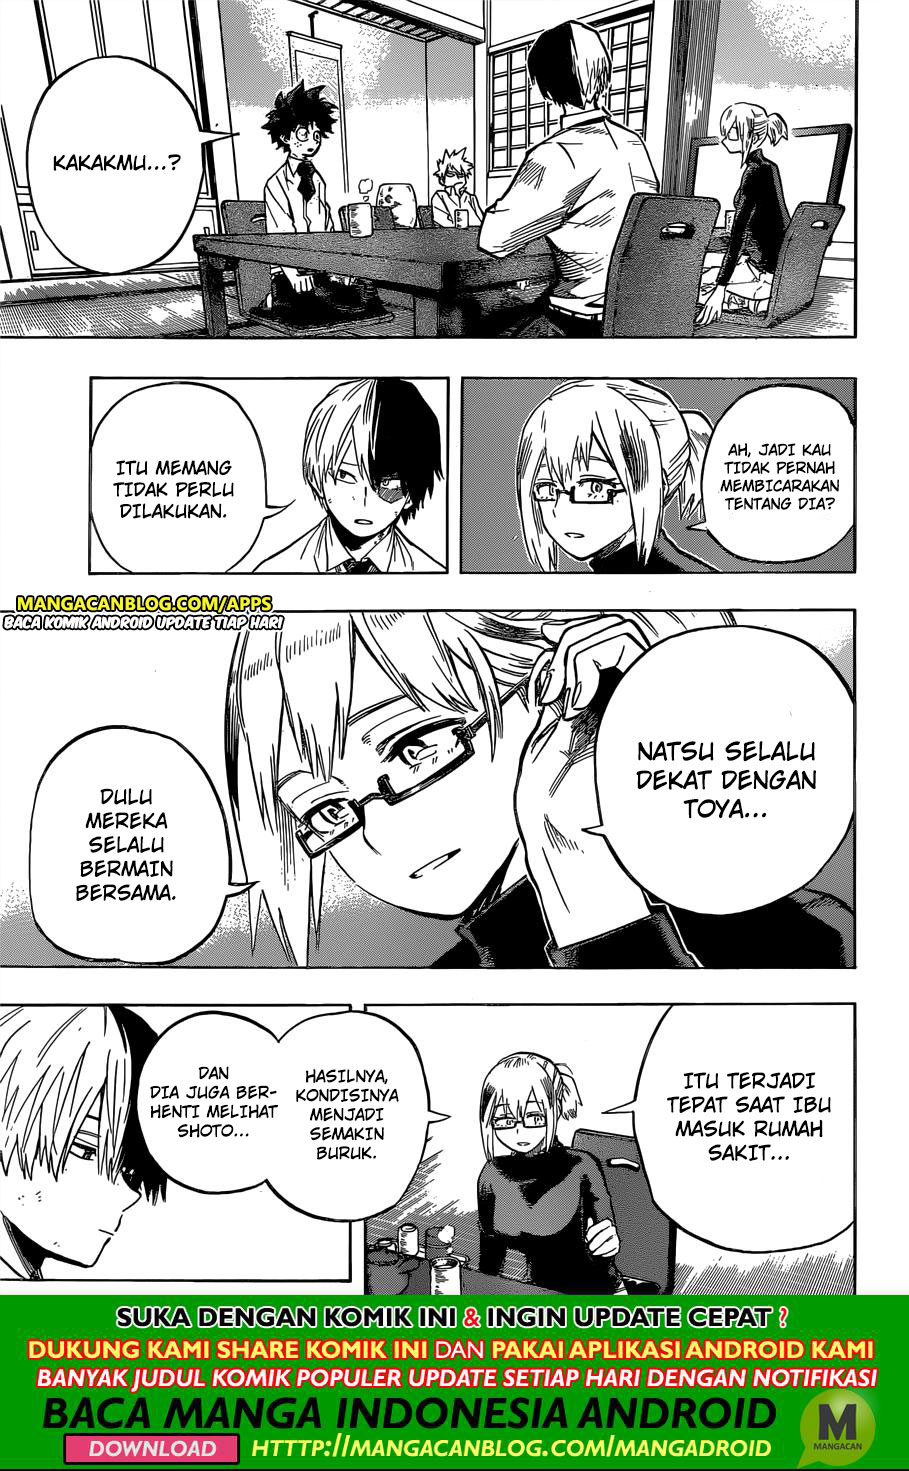 KAKAKMU...?
AH, JADI KAU
TIDAK PERNAH
MEMBICARAKAN
TENTANG DIA?
ITU MEMANG
TIDAK PERLU
DILAKUKAN.
MANGACANBLOG.COM/APPS
BACA KOMIK ANDROID UPDATE TIAP HARI
NATSU SELALU
DEKAT DENGAN
TOYA...
DULU
MEREKA
SELALU
BERMAIN
BERSAMA.
ITU TERJADI
TEPAT SAAT IBU
MASUK RUMAH
SAKIT...
HASILNYA,
KONDISINYA
MENJADI
SEMAKIN
BURUK.
DAN
DIA JUGA BER-
HENTI MELIHAT
SHOTO...
SUKA DENGAN KOMIK INI & INGIN UPDATE CEPAT ?
DUKUNG KAMI SHARE KOMIK INI DAN PAKAI APLIKASI ANDROID KAMI
BANYAK JUDUL KOMIK POPULER UPDATE SETIAP HARI DENGAN NOTIFIKASI
BACA MANGA INDONESIA ANDROID
DOWNLOAD HTTTP://MANGACANBLOG.COM/MANGADROID
M
MANGACAN